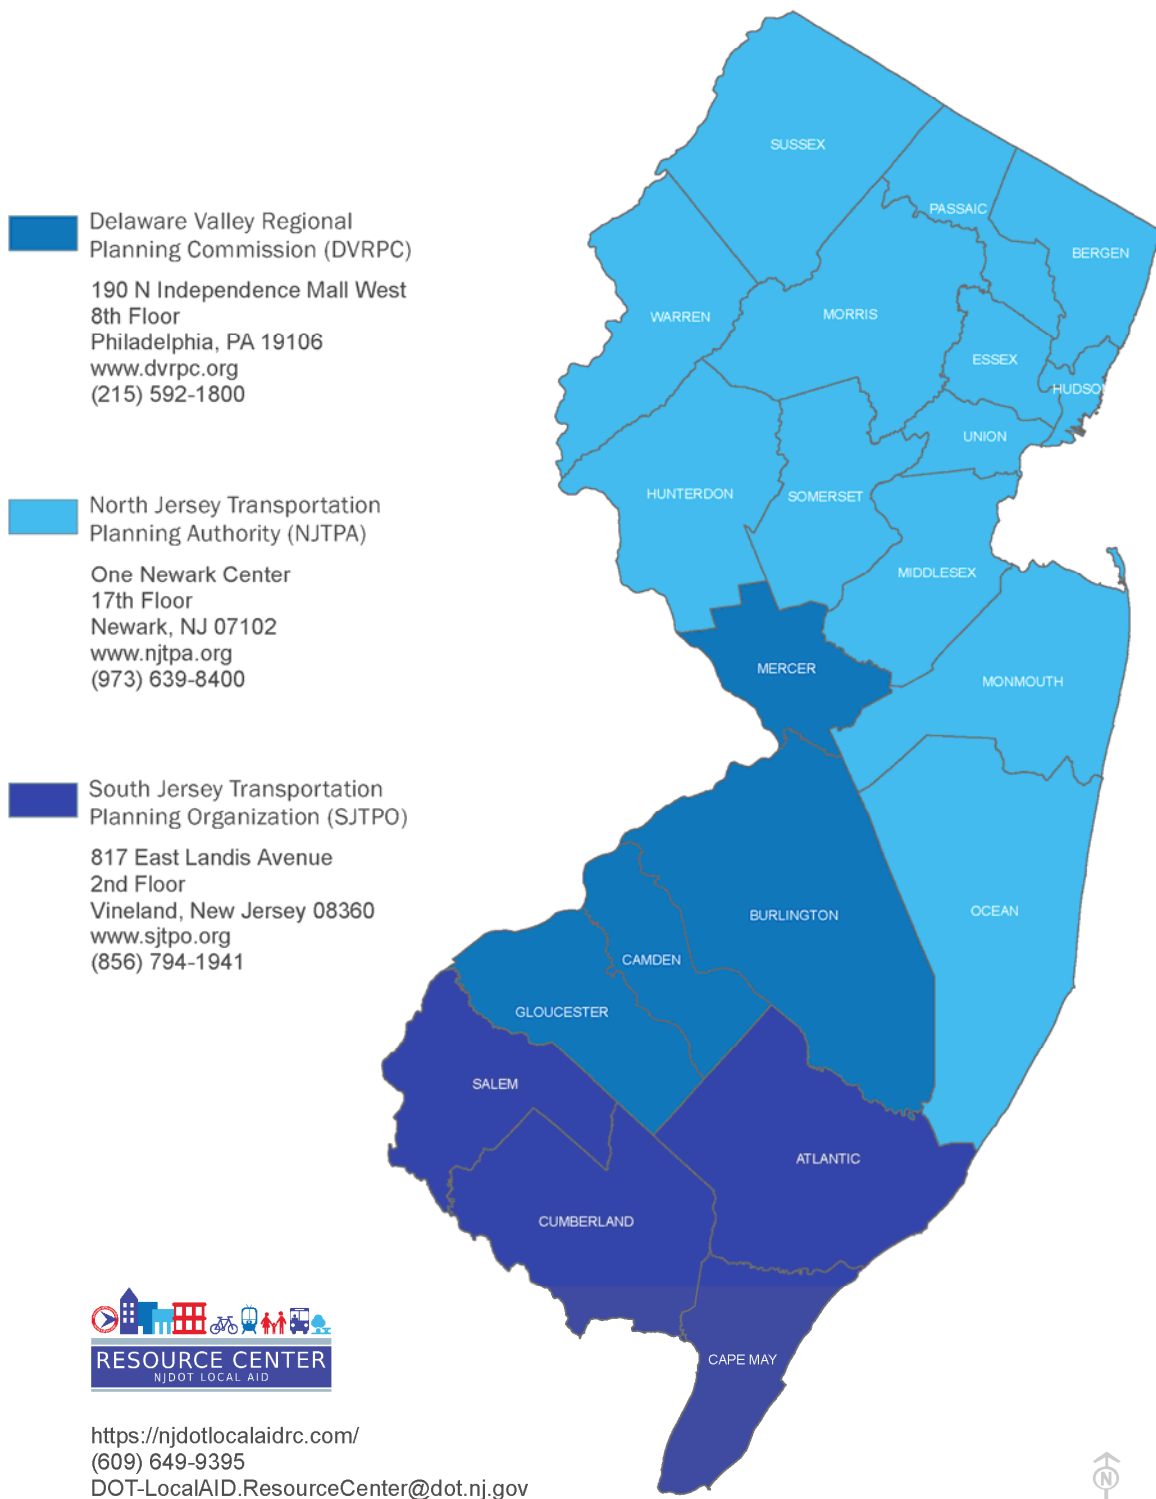 Delaware Valley Regional
Planning Commission (DVRPC)
190 N Independence Mall West
8th Floor
Philadelphia, PA 19106
www.dvrpc.org
(215) 592-1800
North Jersey Transportation
Planning Authority (NJTPA)
One Newark Center
17th Floor
Newark, NJ 07102
www.njtpa.org
(973) 639-8400
South Jersey Transportation
Planning Organization (SJTPO)
817 East Landis Avenue
2nd Floor
Vineland, New Jersey 08360
www.sjtpo.org
(856) 794-1941
SUSSEX
PASSAIC
BERGEN
WARREN
MORRIS
ESSEX
HUDSON
UNION
HUNTERDON
SOMERSET
MIDDLESEX
MERCER
MONMOUTH
OCEAN
BURLINGTON
CAMDEN
GLOUCESTER
SALEM
ATLANTIC
CUMBERLAND
CAPE MAY
RESOURCE CENTER
NJDOT LOCAL AID
https://njdotlocalaidrc.com/
(609) 649-9395
DOT-LocalAID.ResourceCenter@dot.nj.gov
N